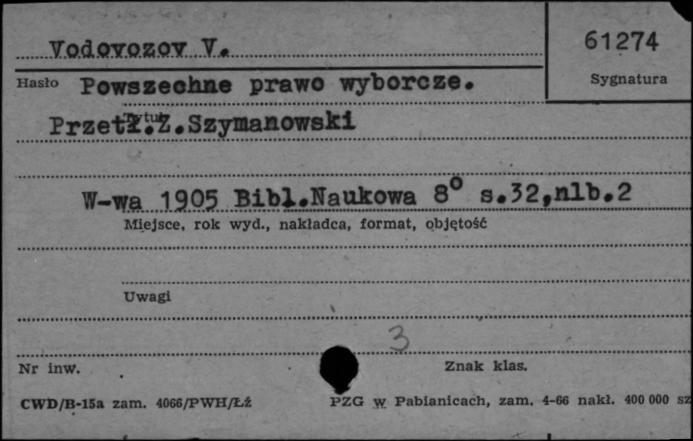 Vodovozov V.
61274
Hasło Powszechne prawo wyborcze.
Sygnatura
Tytuł
Przetł.Z.Szymanowski
W-wa 1905 Bibl.Naukowa 8° s.32,nlb.2
Miejsce, rok wyd., nakładca, format, objętość
Uwagi
3
Nr inw.
Znak klas.
CWD/B-15a zam. 4066/PWH/Łź
PZG w Pabianicach, zam. 4-66 nakł. 400 000 sz